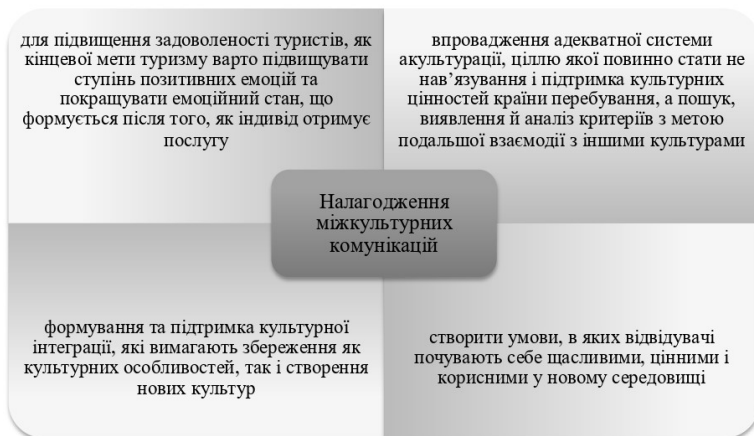 для підвищення задоволеності туристів, як
кінцевої мети туризму варто підвищувати
ступінь позитивних емоцій та
покращувати емоційний стан, що
формується після того, як індивід отримує
послугу
впровадження адекватної системи
акультурації, ціллю якої повинно стати не
нав’язування і підтримка культурних
цінностей країни перебування, а пошук,
виявлення й аналіз критеріїв з метою
подальшої взаємодії з іншими культурами
Налагодження
міжкультурних
комунікацій
формування та підтримка культурної
інтеграції, які вимагають збереження як
культурних особливостей, так і створення
нових культур
створити умови, в яких відвідувачі
почувають себе щасливими, цінними і
корисними у новому середовищі